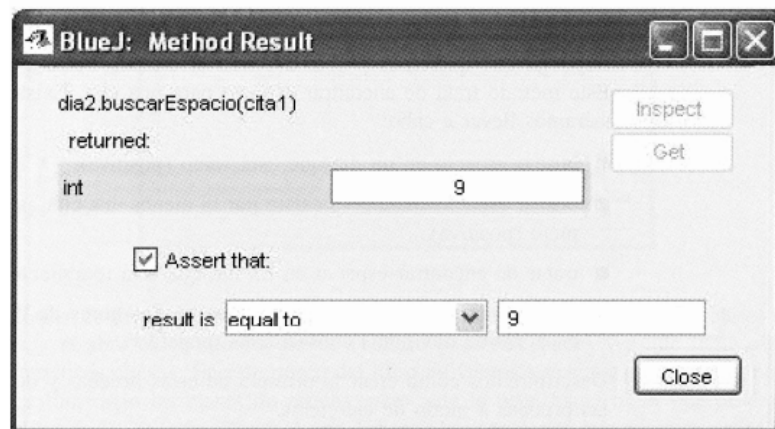 BlueJ: Method Result
dia2.buscarEspacio(cita1)
Inspect
returned:
Get
int
9
Assert that:
result is
equal to
9
Close